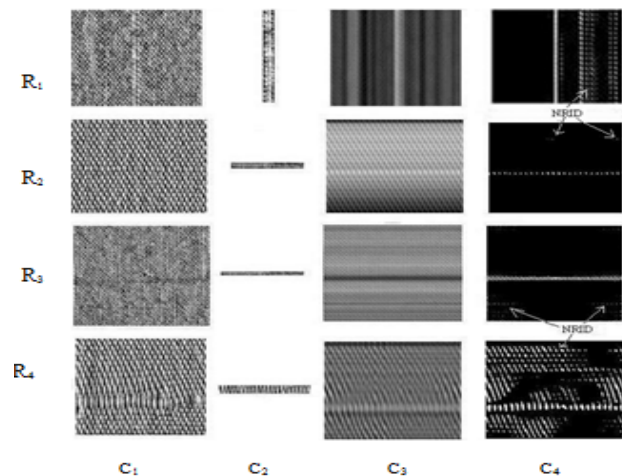 R₁
NRID
R₂
R₃
NRID
R₄
C₁ C₂ C₃ C₄